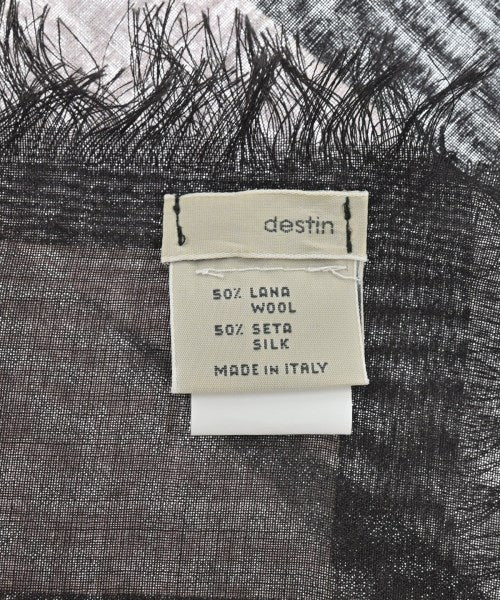 destin
50% LANA
WOOL
50% SETA
SILK
MADE IN ITALY